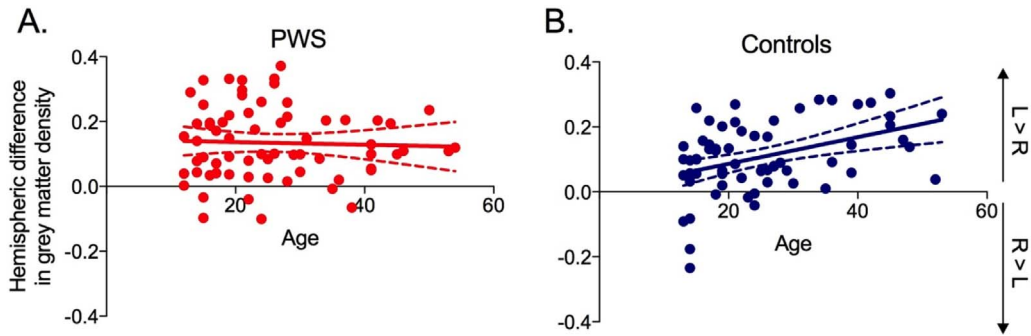 A.
PWS
Hemispheric difference
in grey matter density
0.4
0.2
0.0
-0.2
-0.4
20
40
60
Age
B.
Controls
0.4
0.2
0.0
-0.2
-0.4
20
40
60
Age
L>R
R>L